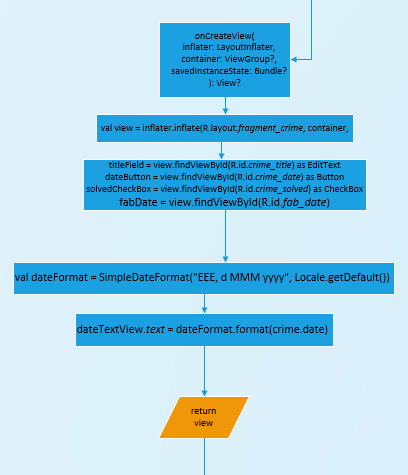 onCreateView(
inflater: LayoutInflater,
container: ViewGroup?,
savedInstanceState: Bundle?
): View?
val view = inflater.inflate(R.layout.fragment_crime, container,
titleField = view.findViewById(R.id.crime_title) as EditText
dateButton = view.findViewById(R.id.crime_date) as Button
solvedCheckBox = view.findViewById(R.id.crime_solved) as CheckBox
fabDate = view.findViewById(R.id.fab_date)
val dateFormat = SimpleDateFormat("EEE, d MMM yyyy", Locale.getDefault())
dateTextView.text = dateFormat.format(crime.date)
return
view